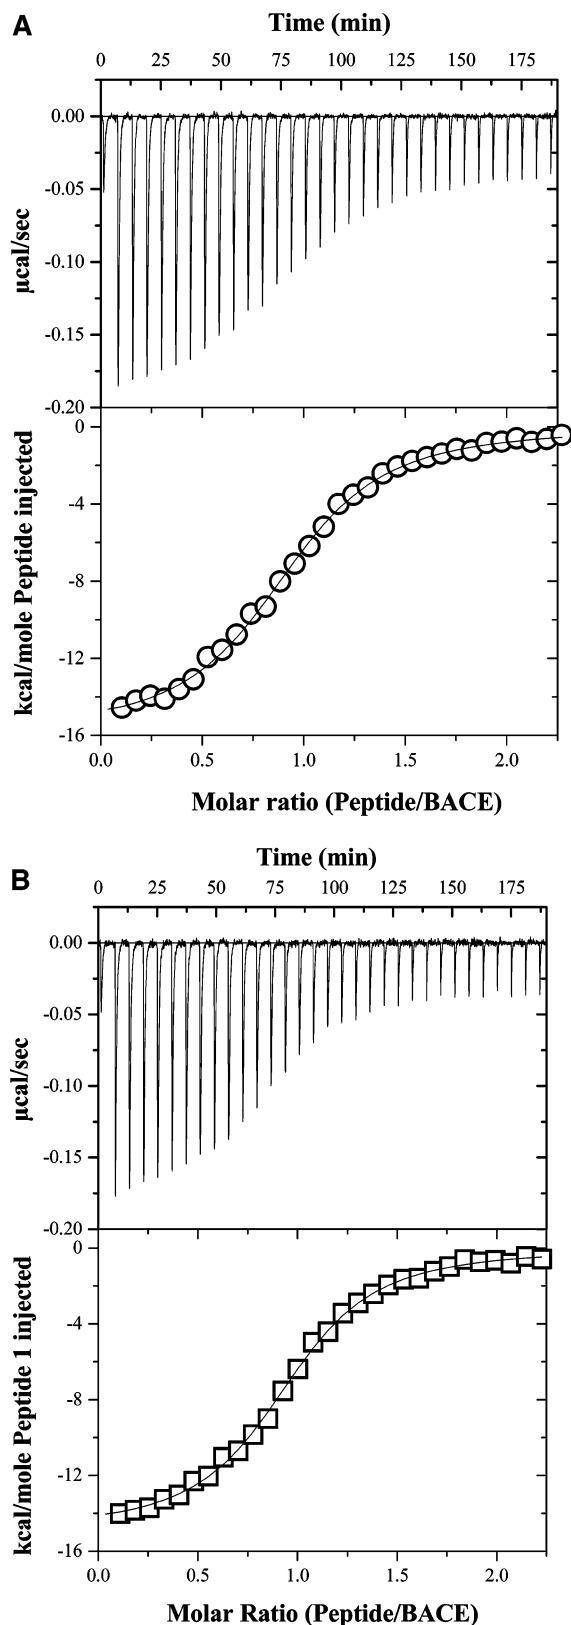 A
Time (min)
0 25 50 75 100 125 150 175
0.00
-0.05
-0.10
-0.15
-0.20
µcal/sec
0
-4
-8
-12
-16
kcal/mole Peptide injected
0.0 0.5 1.0 1.5 2.0
Molar ratio (Peptide/BACE)
B
Time (min)
0 25 50 75 100 125 150 175
0.00
-0.05
-0.10
-0.15
-0.20
µcal/sec
0
-4
-8
-12
-16
kcal/mole Peptide 1 injected
0.0 0.5 1.0 1.5 2.0
Molar Ratio (Peptide/BACE)